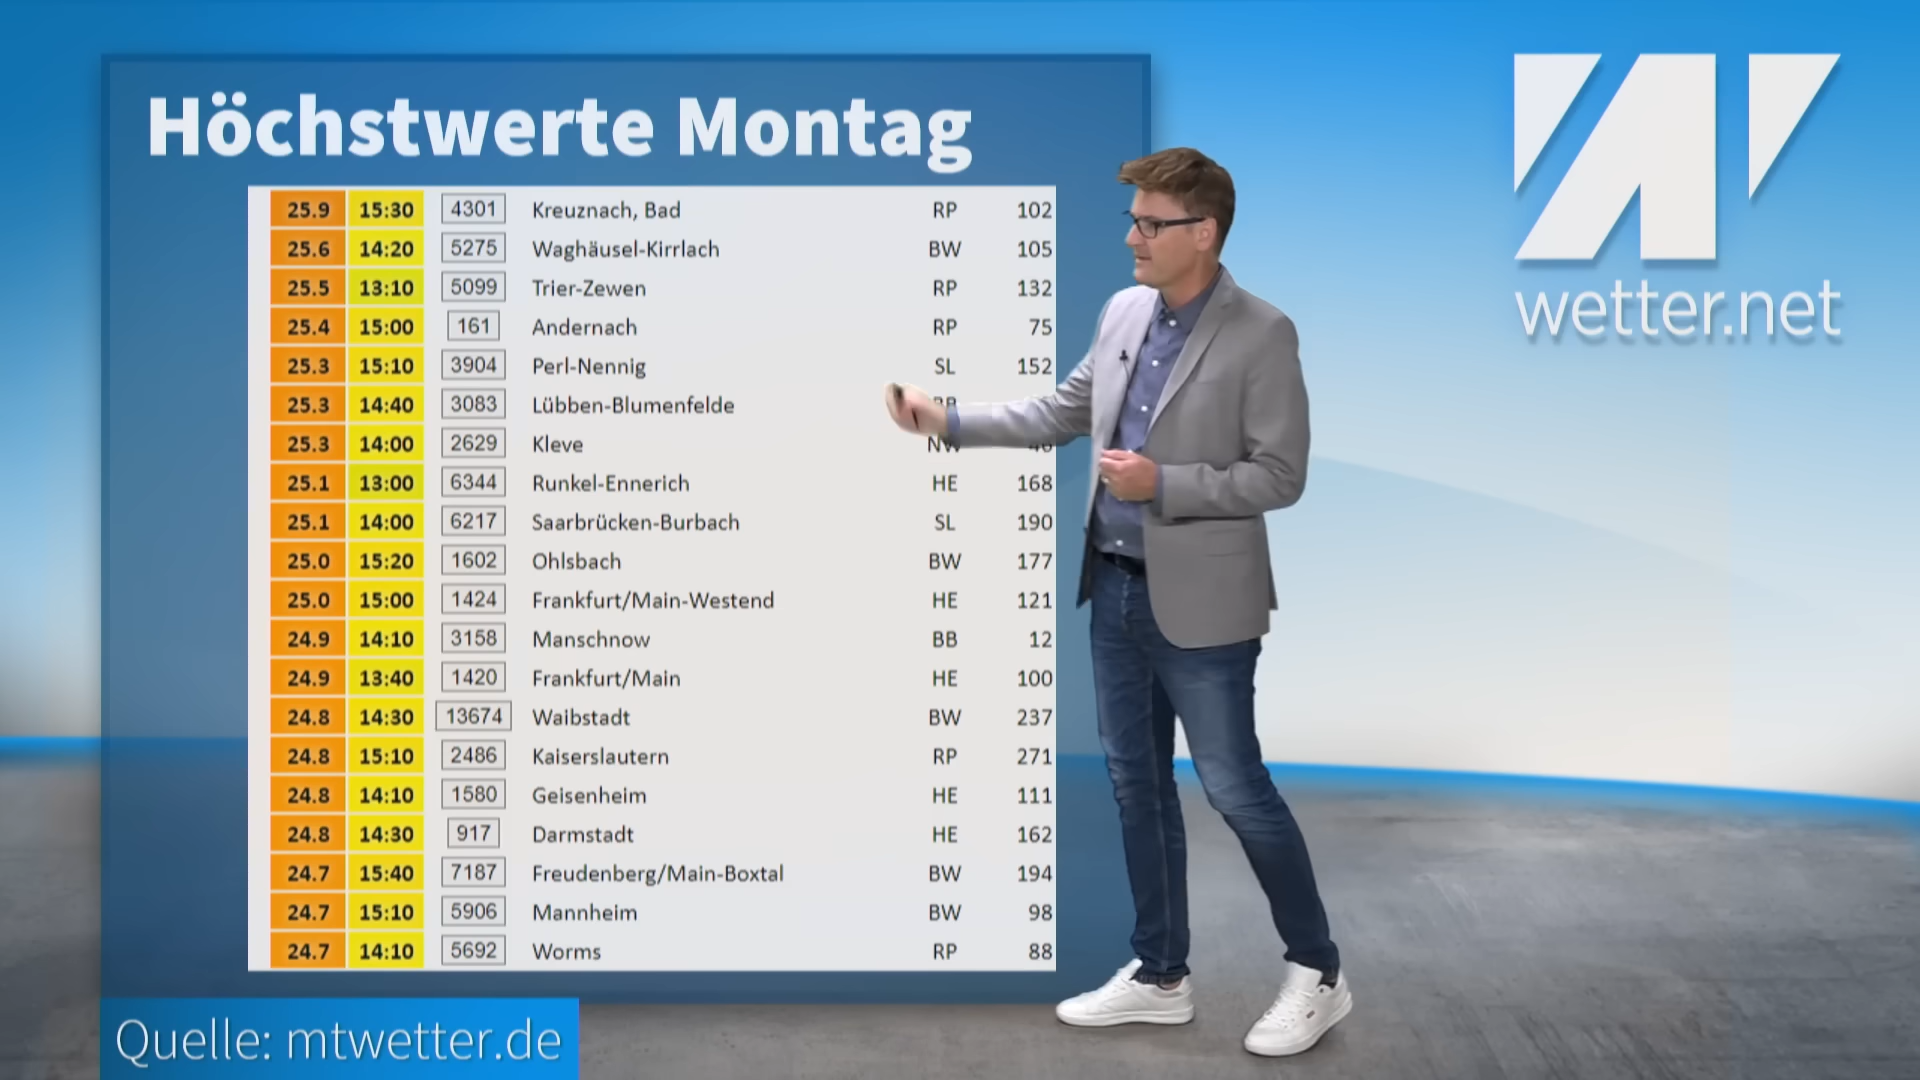 Höchstwerte Montag
25.9 15:30 4301 Kreuznach, Bad RP 102
25.6 14:20 5275 Waghäusel-Kirrlach BW 105
25.5 13:10 5099 Trier-Zewen RP 132
25.4 15:00 161 Andernach RP 75
25.3 15:10 3904 Perl-Nennig SL 152
25.3 14:40 3083 Lübben-Blumenfelde
25.3 14:00 2629 Kleve NW
25.1 13:00 6344 Runkel-Ennerich HE 168
25.1 14:00 6217 Saarbrücken-Burbach SL 190
25.0 15:20 1602 Ohlsbach BW 177
25.0 15:00 1424 Frankfurt/Main-Westend HE 121
24.9 14:10 3158 Manschnow BB 12
24.9 13:40 1420 Frankfurt/Main HE 100
24.8 14:30 13674 Waibstadt BW 237
24.8 15:10 2486 Kaiserslautern RP 271
24.8 14:10 1580 Geisenheim HE 111
24.8 14:30 917 Darmstadt HE 162
24.7 15:40 7187 Freudenberg/Main-Boxtal BW 194
24.7 15:10 5906 Mannheim BW 98
24.7 14:10 5692 Worms RP 88
Quelle: mtwetter.de
wetter.net